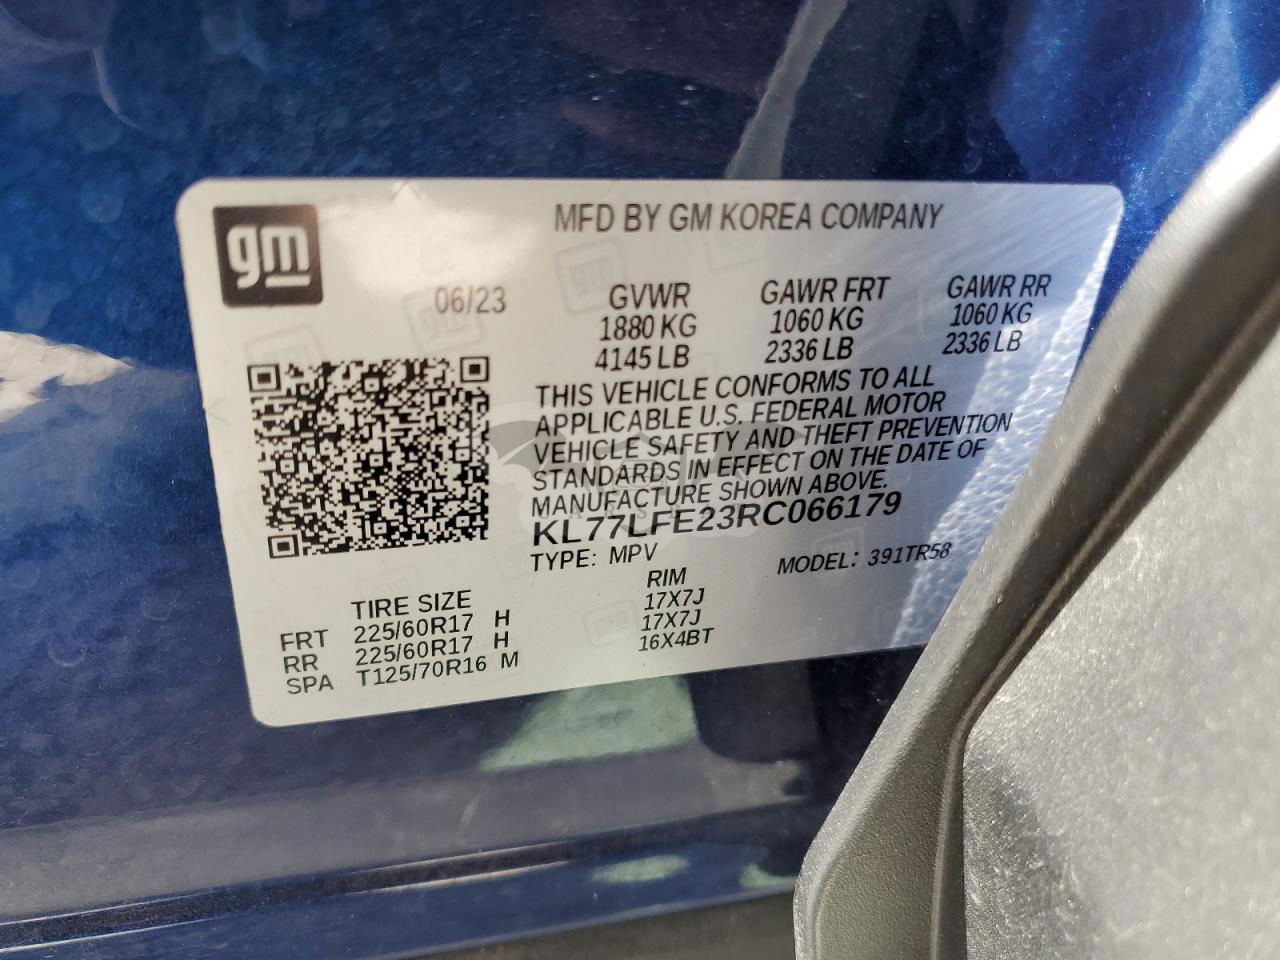 gm
MFD BY GM KOREA COMPANY
06/23
GVWR GAWR FRT GAWR RR
1880 KG 1060 KG 1060 KG
4145 LB 2336 LB 2336 LB
THIS VEHICLE CONFORMS TO ALL
APPLICABLE U.S. FEDERAL MOTOR
VEHICLE SAFETY AND THEFT PREVENTION
STANDARDS IN EFFECT ON THE DATE OF
MANUFACTURE SHOWN ABOVE.
KL77LFE23RC066179
TYPE: MPV MODEL: 391TR58
TIRE SIZE RIM
FRT 225/60R17 H 17X7J
RR 225/60R17 H 17X7J
SPA T125/70R16 M 16X4BT